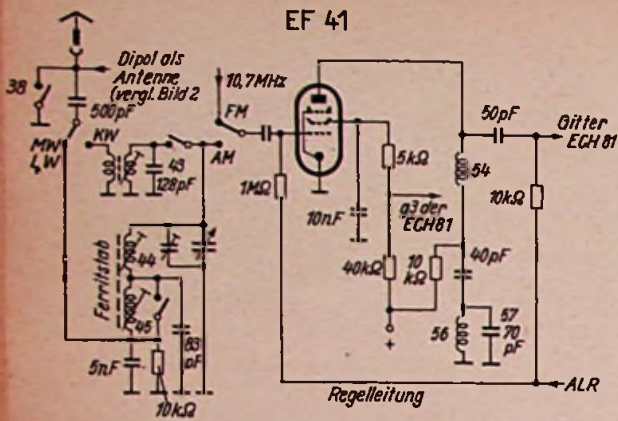 EF 41
Dipol als
Antenne
(vergl. Bild 2
38
500pF
MW
LW
KW
43
128pF
10,7MHz
FM
AM
1MΩ
10nF
5kΩ
g3 der
ECH81
40kΩ
10
kΩ
+
50pF
Gitter
ECH 81
54
10kΩ
40pF
56
57
70
pF
Ferritstab
44
45
83
pF
5nF
10kΩ
Regelleitung
ALR